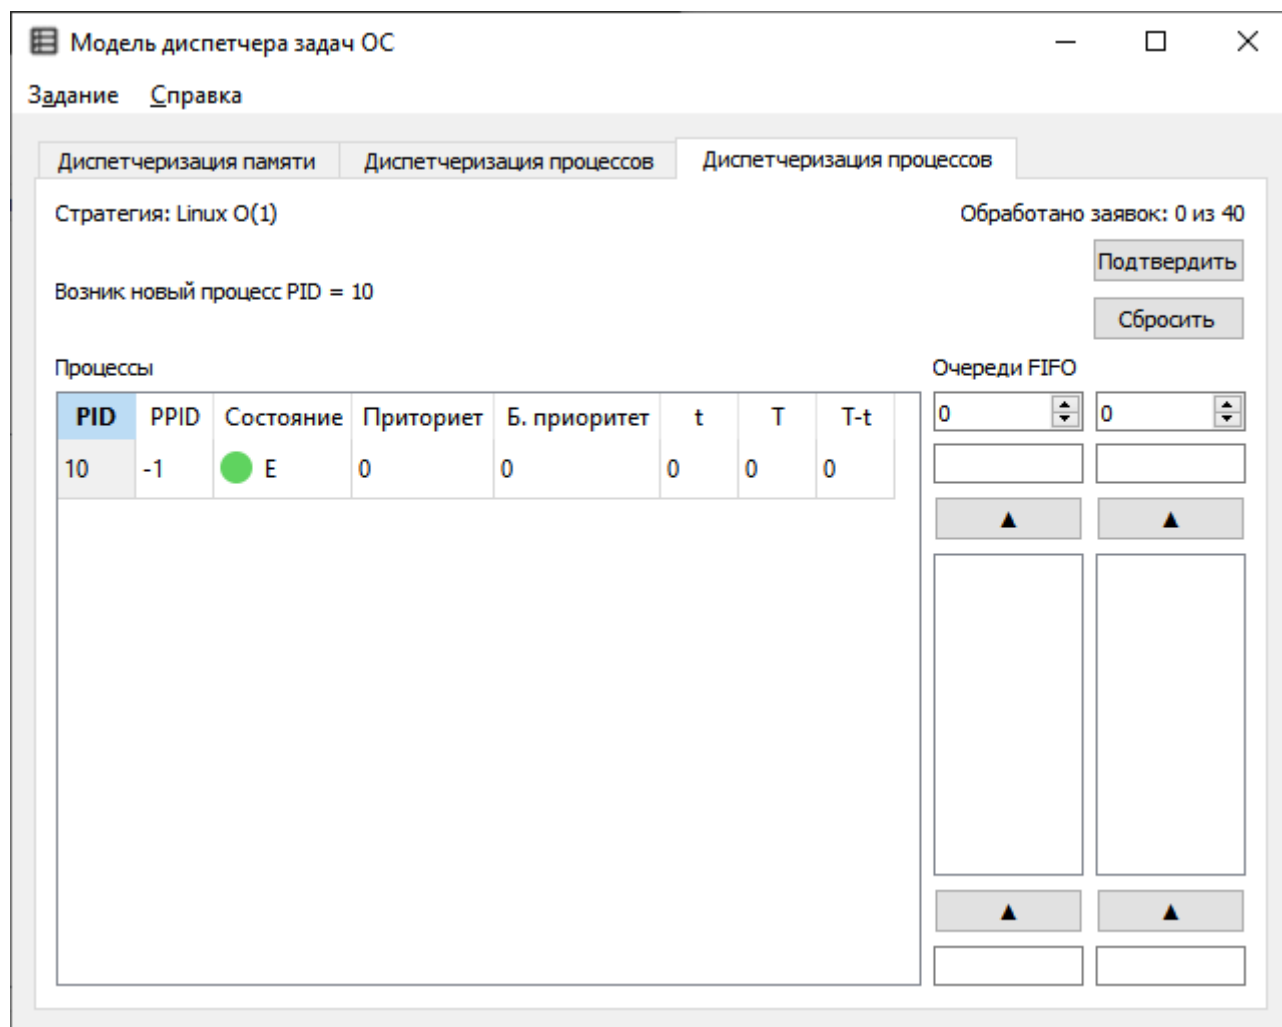 Модель диспетчера задач ОС
Задание Справка
Диспетчеризация памяти Диспетчеризация процессов Диспетчеризация процессов
Стратегия: Linux O(1) Обработано заявок: 0 из 40
Подтвердить
Возник новый процесс PID = 10
Сбросить
Процессы Очереди FIFO
PID PPID Состояние Приториет Б. приоритет t T T-t 0 0
10 -1 E 0 0 0 0 0